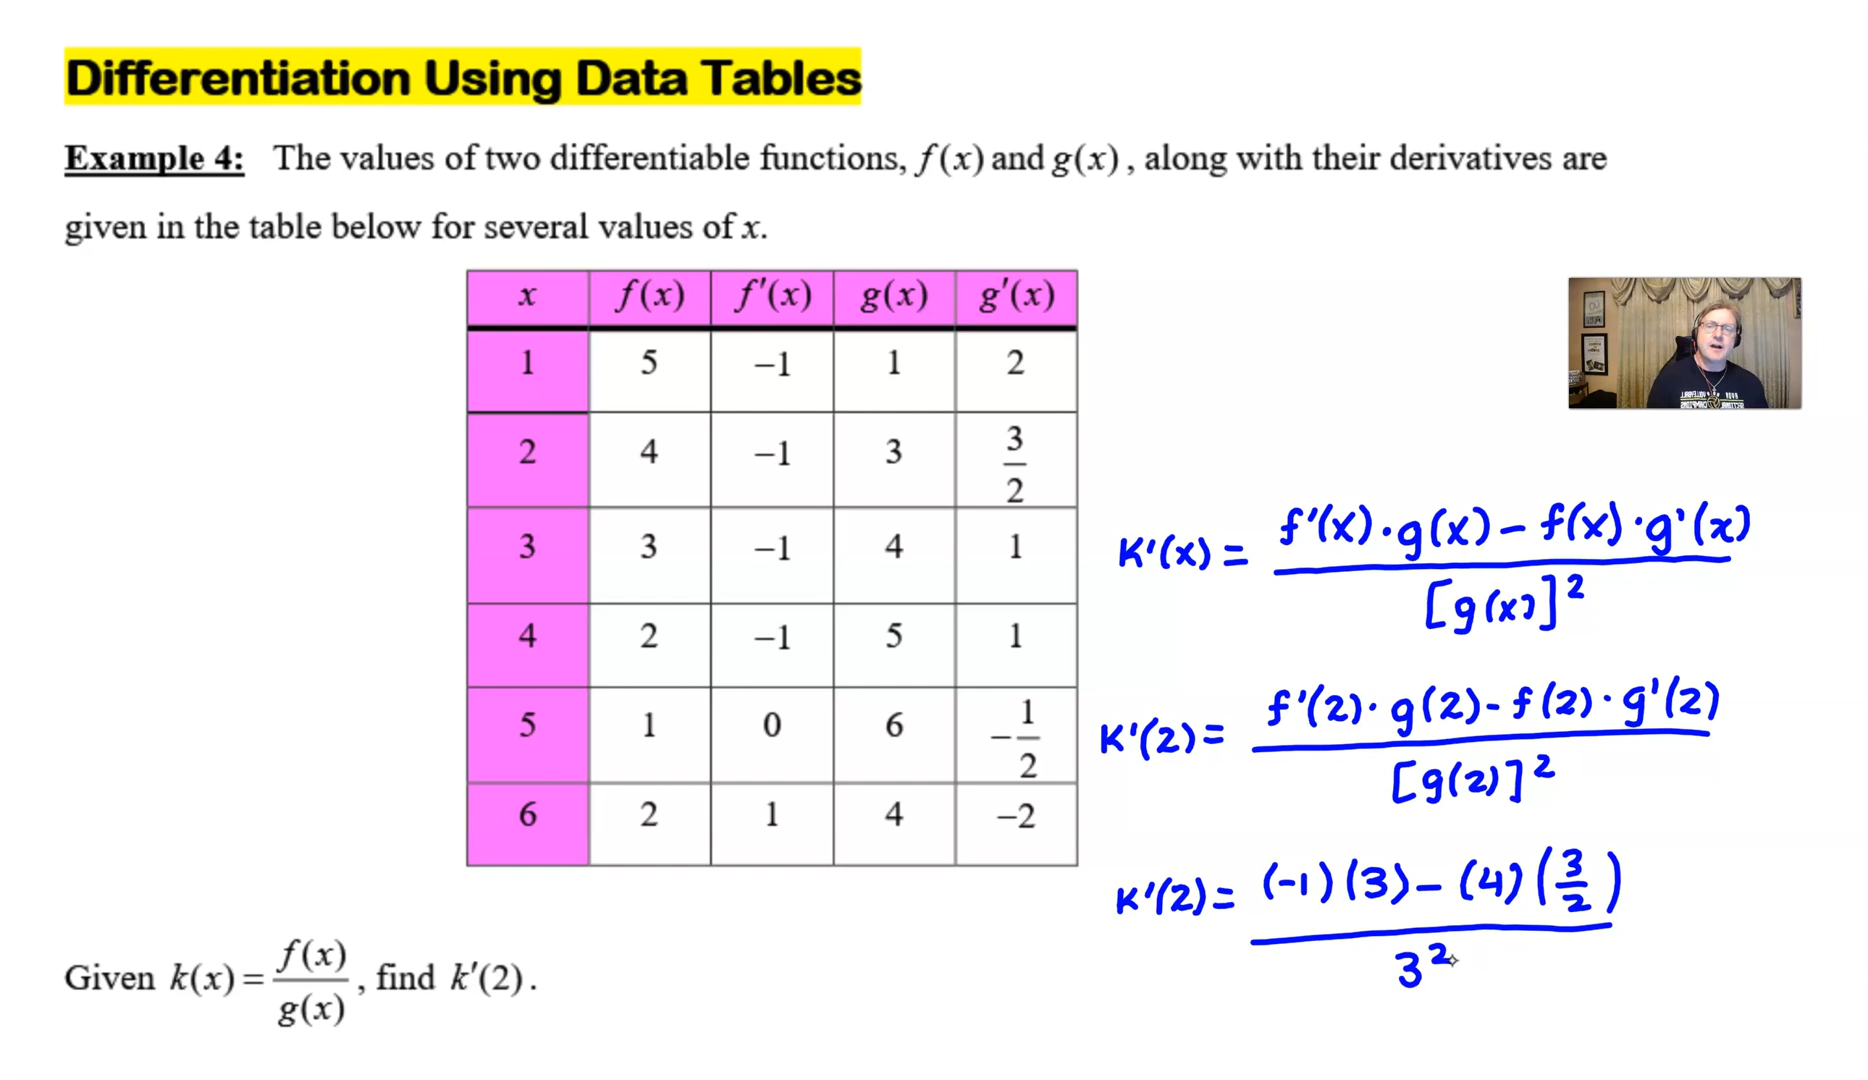 Differentiation Using Data Tables
Example 4: The values of two differentiable functions, f(x) and g(x), along with their derivatives are
given in the table below for several values of x.
x f(x) f'(x) g(x) g'(x)
1 5 −1 1 2
2 4 −1 3 3/2
3 3 −1 4 1
4 2 −1 5 1
5 1 0 6 −1/2
6 2 1 4 −2
K'(x) = f'(x)·g(x) − f(x)·g'(x) / [g(x)]²
K'(2) = f'(2)·g(2) − f(2)·g'(2) / [g(2)]²
K'(2) = (-1)(3) − (4)(3/2) / 3²
Given k(x) = f(x)/g(x), find k'(2).